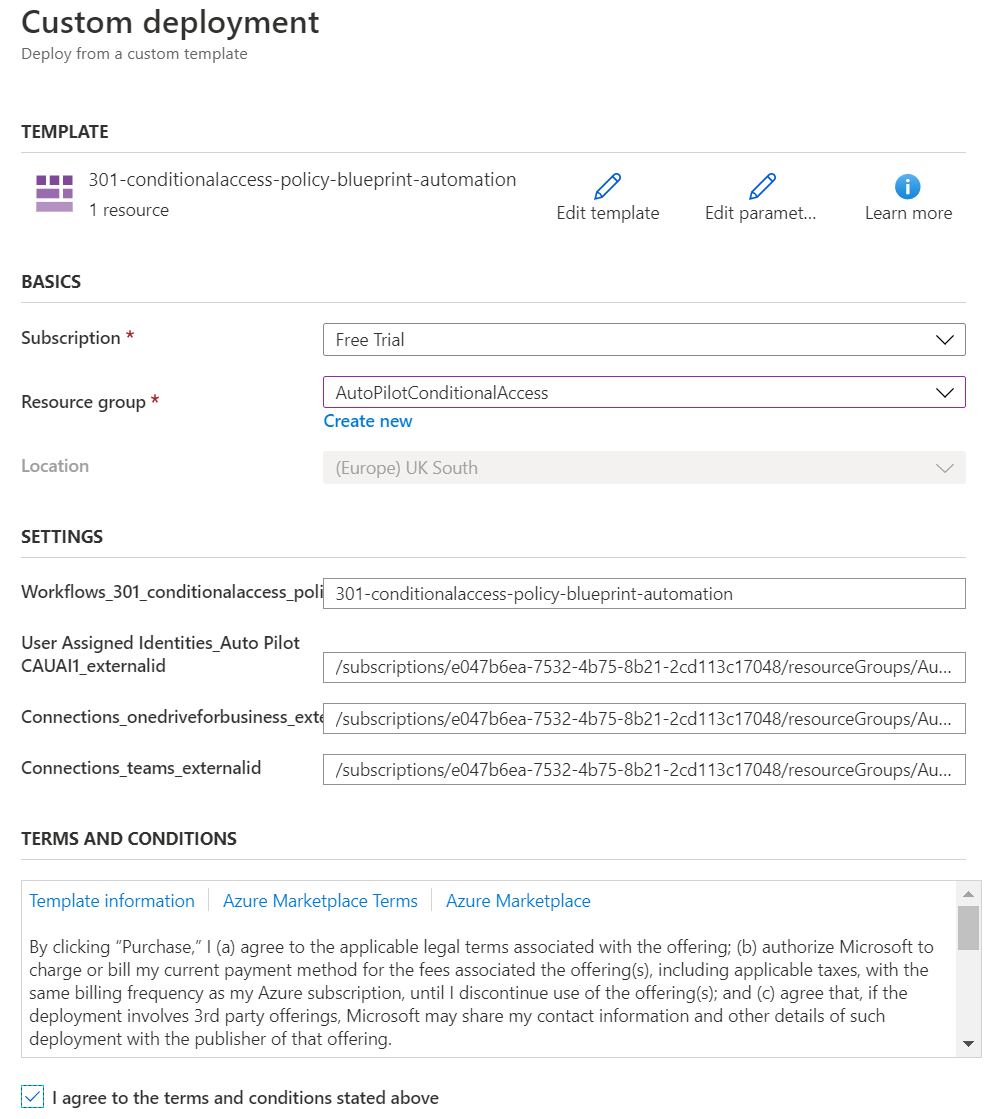 Custom deployment
Deploy from a custom template
TEMPLATE
301-conditionalaccess-policy-blueprint-automation
1 resource
Edit template
Edit paramet...
Learn more
BASICS
Subscription *
Free Trial
Resource group *
AutoPilotConditionalAccess
Create new
Location
(Europe) UK South
SETTINGS
Workflows_301_conditionalaccess_poli
301-conditionalaccess-policy-blueprint-automation
User Assigned Identities_Auto Pilot
CAUAI1_externalid
/subscriptions/e047b6ea-7532-4b75-8b21-2cd113c17048/resourceGroups/Au...
Connections_onedriveforbusiness_exte
/subscriptions/e047b6ea-7532-4b75-8b21-2cd113c17048/resourceGroups/Au...
Connections_teams_externalid
/subscriptions/e047b6ea-7532-4b75-8b21-2cd113c17048/resourceGroups/Au...
TERMS AND CONDITIONS
Template information
Azure Marketplace Terms
Azure Marketplace
By clicking “Purchase,” I (a) agree to the applicable legal terms associated with the offering; (b) authorize Microsoft to
charge or bill my current payment method for the fees associated the offering(s), including applicable taxes, with the
same billing frequency as my Azure subscription, until I discontinue use of the offering(s); and (c) agree that, if the
deployment involves 3rd party offerings, Microsoft may share my contact information and other details of such
deployment with the publisher of that offering.
I agree to the terms and conditions stated above